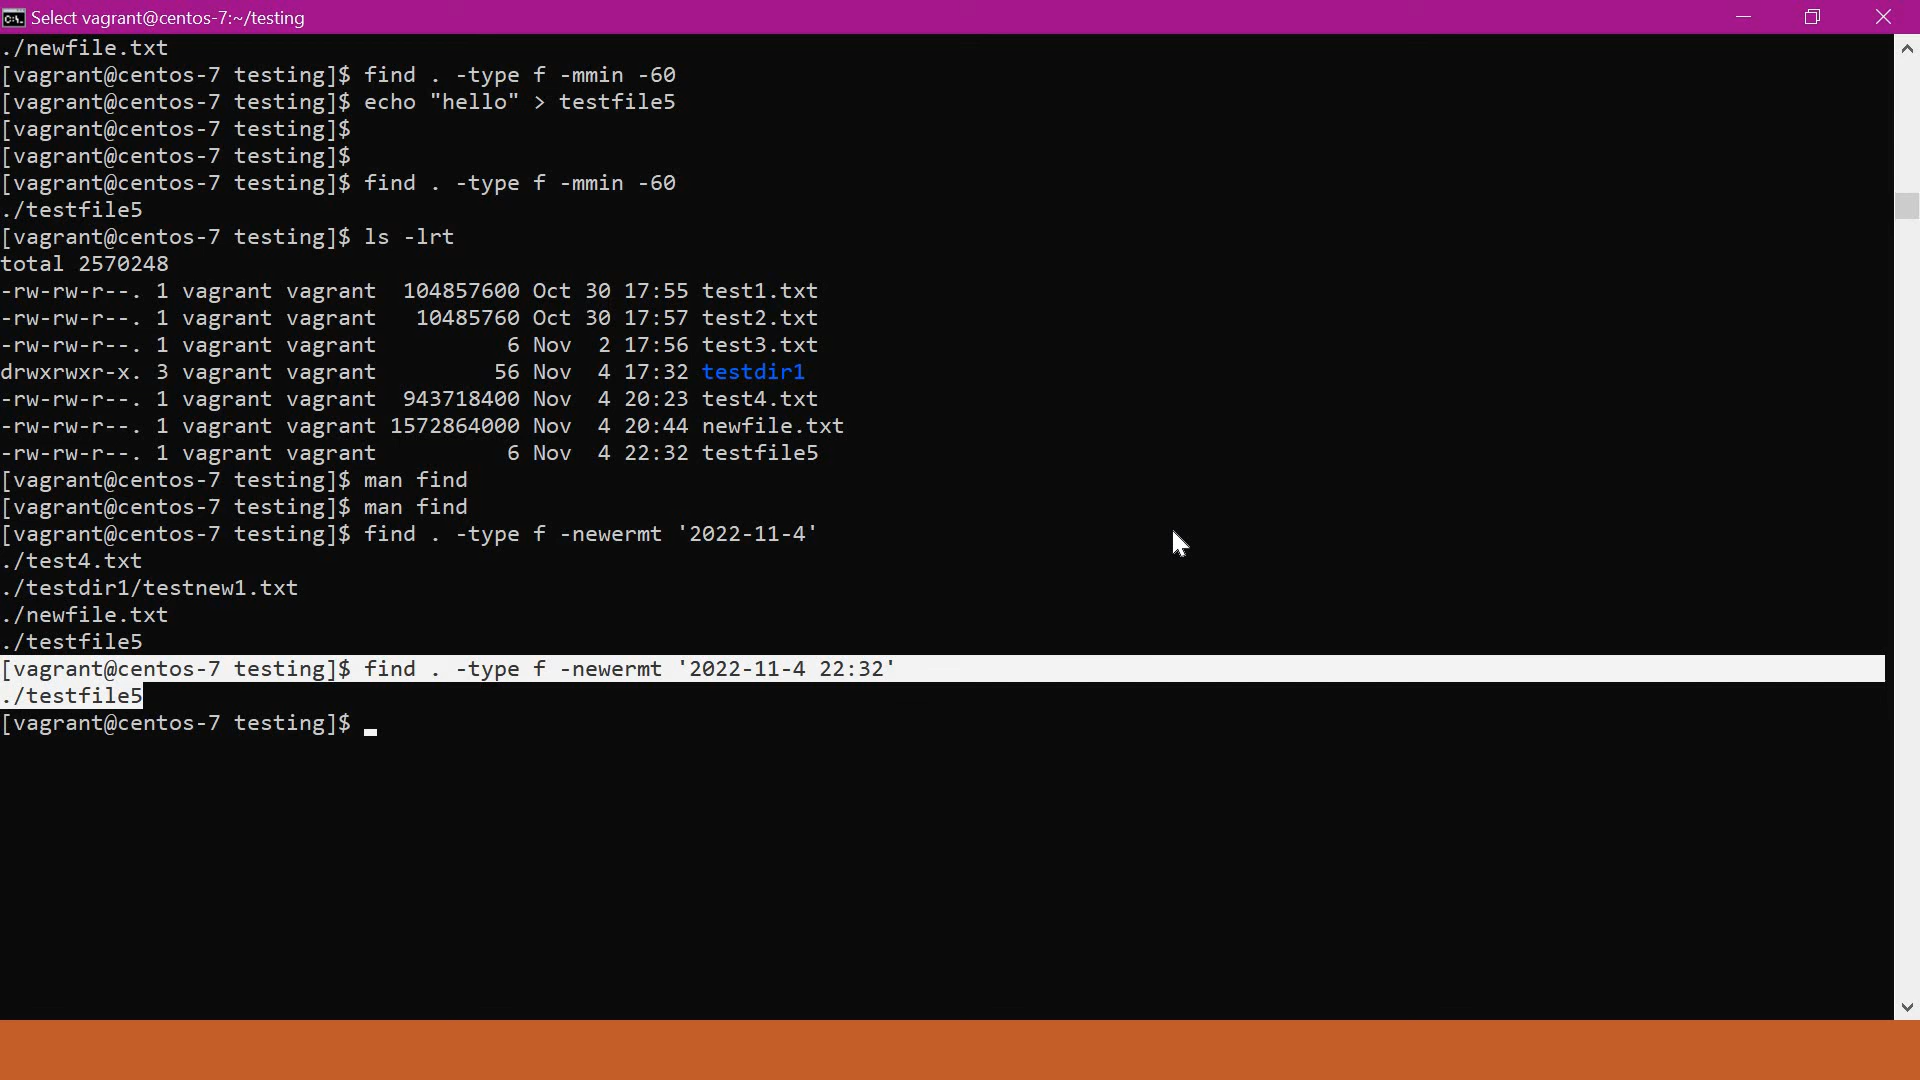 Select vagrant@centos-7:~/testing
./newfile.txt
[vagrant@centos-7 testing]$ find . -type f -mmin -60
[vagrant@centos-7 testing]$ echo "hello" > testfile5
[vagrant@centos-7 testing]$
[vagrant@centos-7 testing]$
[vagrant@centos-7 testing]$ find . -type f -mmin -60
./testfile5
[vagrant@centos-7 testing]$ ls -lrt
total 2570248
-rw-rw-r--. 1 vagrant vagrant  104857600 Oct 30 17:55 test1.txt
-rw-rw-r--. 1 vagrant vagrant   10485760 Oct 30 17:57 test2.txt
-rw-rw-r--. 1 vagrant vagrant          6 Nov  2 17:56 test3.txt
drwxrwxr-x. 3 vagrant vagrant         56 Nov  4 17:32 testdir1
-rw-rw-r--. 1 vagrant vagrant  943718400 Nov  4 20:23 test4.txt
-rw-rw-r--. 1 vagrant vagrant 1572864000 Nov  4 20:44 newfile.txt
-rw-rw-r--. 1 vagrant vagrant          6 Nov  4 22:32 testfile5
[vagrant@centos-7 testing]$ man find
[vagrant@centos-7 testing]$ man find
[vagrant@centos-7 testing]$ find . -type f -newermt '2022-11-4'
./test4.txt
./testdir1/testnew1.txt
./newfile.txt
./testfile5
[vagrant@centos-7 testing]$ find . -type f -newermt '2022-11-4 22:32'
./testfile5
[vagrant@centos-7 testing]$